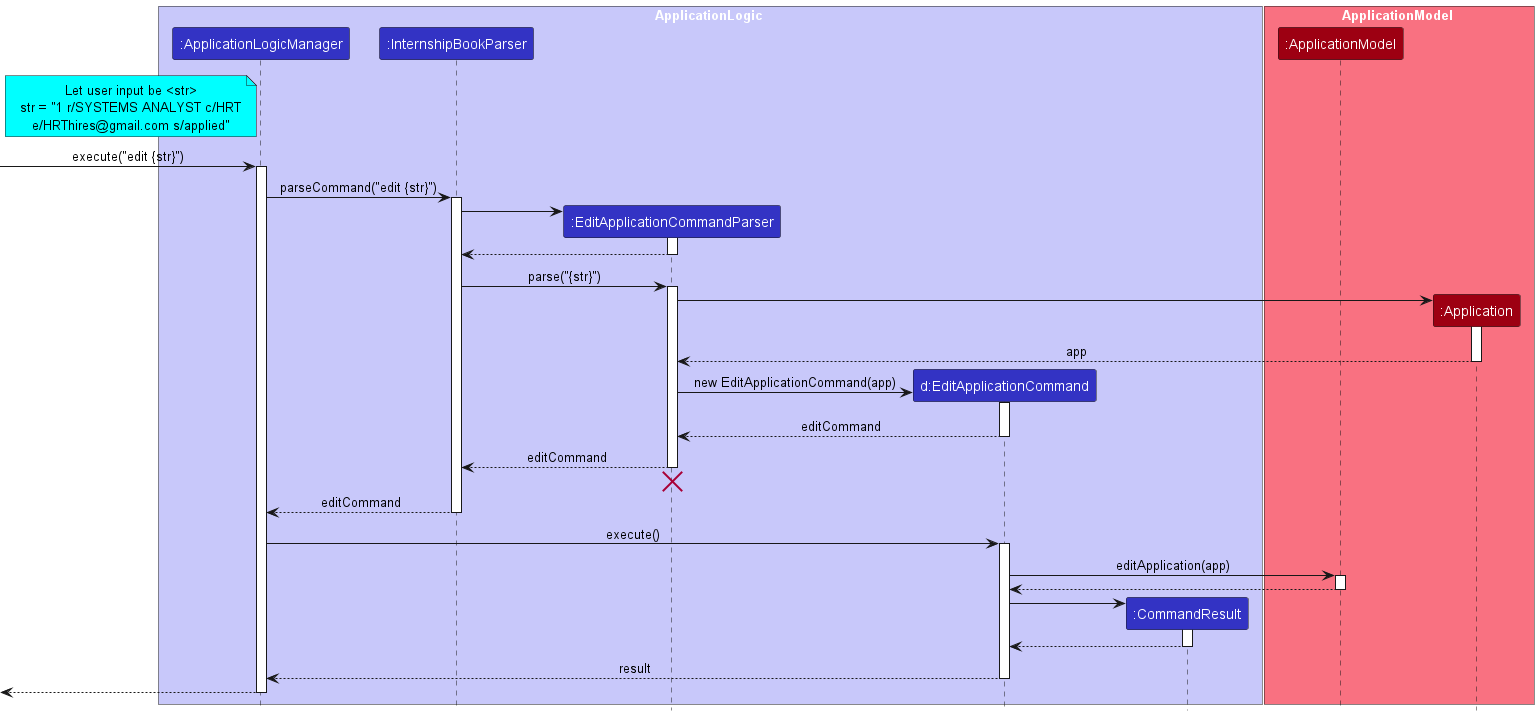 ApplicationLogic
ApplicationModel
:ApplicationLogicManager
:InternshipBookParser
:ApplicationModel
Let user input be <str>
str = "1 r/SYSTEMS ANALYST c/HRT
e/HRThires@gmail.com s/applied"
execute("edit {str}")
parseCommand("edit {str}")
:EditApplicationCommandParser
parse("{str}")
:Application
app
new EditApplicationCommand(app)
d:EditApplicationCommand
editCommand
editCommand
editCommand
execute()
editApplication(app)
:CommandResult
result